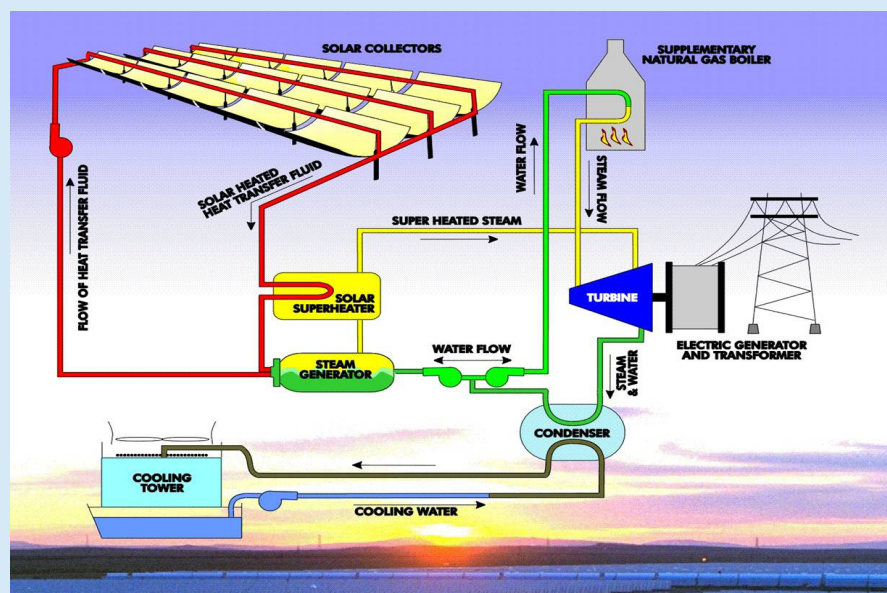 SOLAR COLLECTORS
SUPPLEMENTARY
NATURAL GAS BOILER
SOLAR HEATED
HEAT TRANSFER FLUID
WATER FLOW
STEAM FLOW
FLOW OF HEAT TRANSFER FLUID
SUPER HEATED STEAM
SOLAR
SUPERHEATER
TURBINE
ELECTRIC GENERATOR
AND TRANSFORMER
STEAM
GENERATOR
WATER FLOW
STEAM
& WATER
CONDENSER
COOLING
TOWER
COOLING WATER